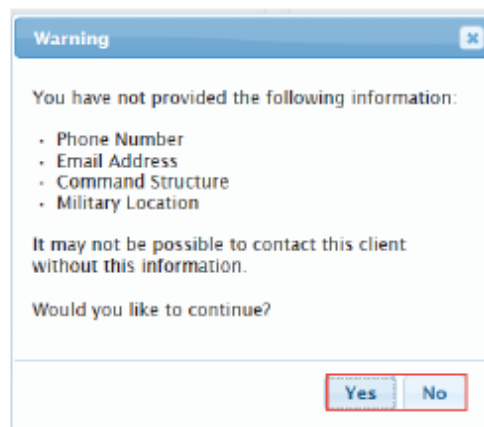 Warning
You have not provided the following information:
- Phone Number
- Email Address
- Command Structure
- Military Location
It may not be possible to contact this client
without this information.
Would you like to continue?
Yes No